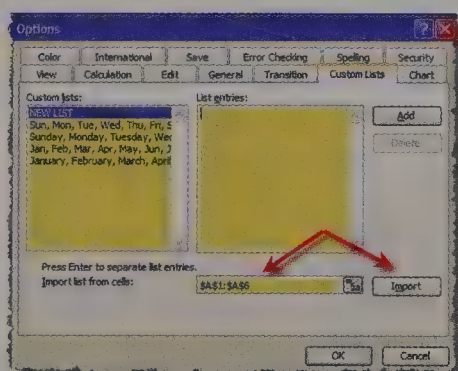 Options
Color International Save Error Checking Spelling Security
View Calculation Edit General Transition Custom Lists Chart
Custom lists: List entries:
NEW LIST Add
Sun, Mon, Tue, Wed, Thu, Fri, S
Sunday, Monday, Tuesday, Wed Delete
Jan, Feb, Mar, Apr, May, Jun, J
January, February, March, April
Press Enter to separate list entries.
Import list from cells: $A$1:$A$6 Import
OK Cancel